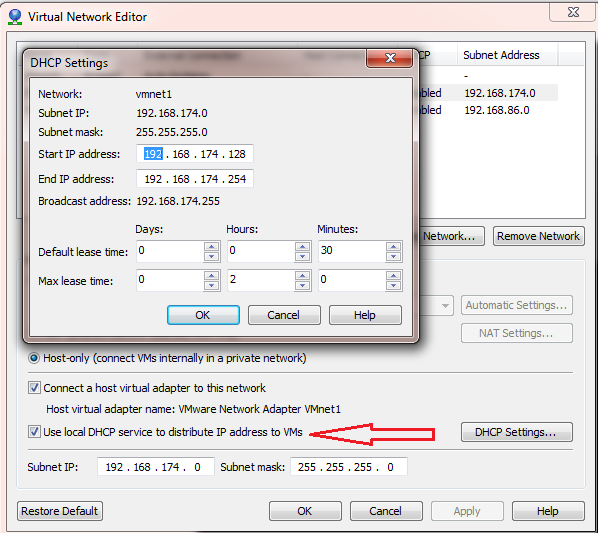 Virtual Network Editor
DHCP Settings
Subnet Address
-
192.168.174.0
192.168.86.0
Network: vmnet1
Subnet IP: 192.168.174.0
Subnet mask: 255.255.255.0
Start IP address: 192 . 168 . 174 . 128
End IP address: 192 . 168 . 174 . 254
Broadcast address: 192.168.174.255
Days: Hours: Minutes:
Default lease time: 0 0 30
Max lease time: 0 2 0
OK Cancel Help
Network... Remove Network
Automatic Settings...
NAT Settings...
Host-only (connect VMs internally in a private network)
Connect a host virtual adapter to this network
Host virtual adapter name: VMware Network Adapter VMnet1
Use local DHCP service to distribute IP address to VMs
DHCP Settings...
Subnet IP: 192 . 168 . 174 . 0 Subnet mask: 255 . 255 . 255 . 0
Restore Default OK Cancel Apply Help